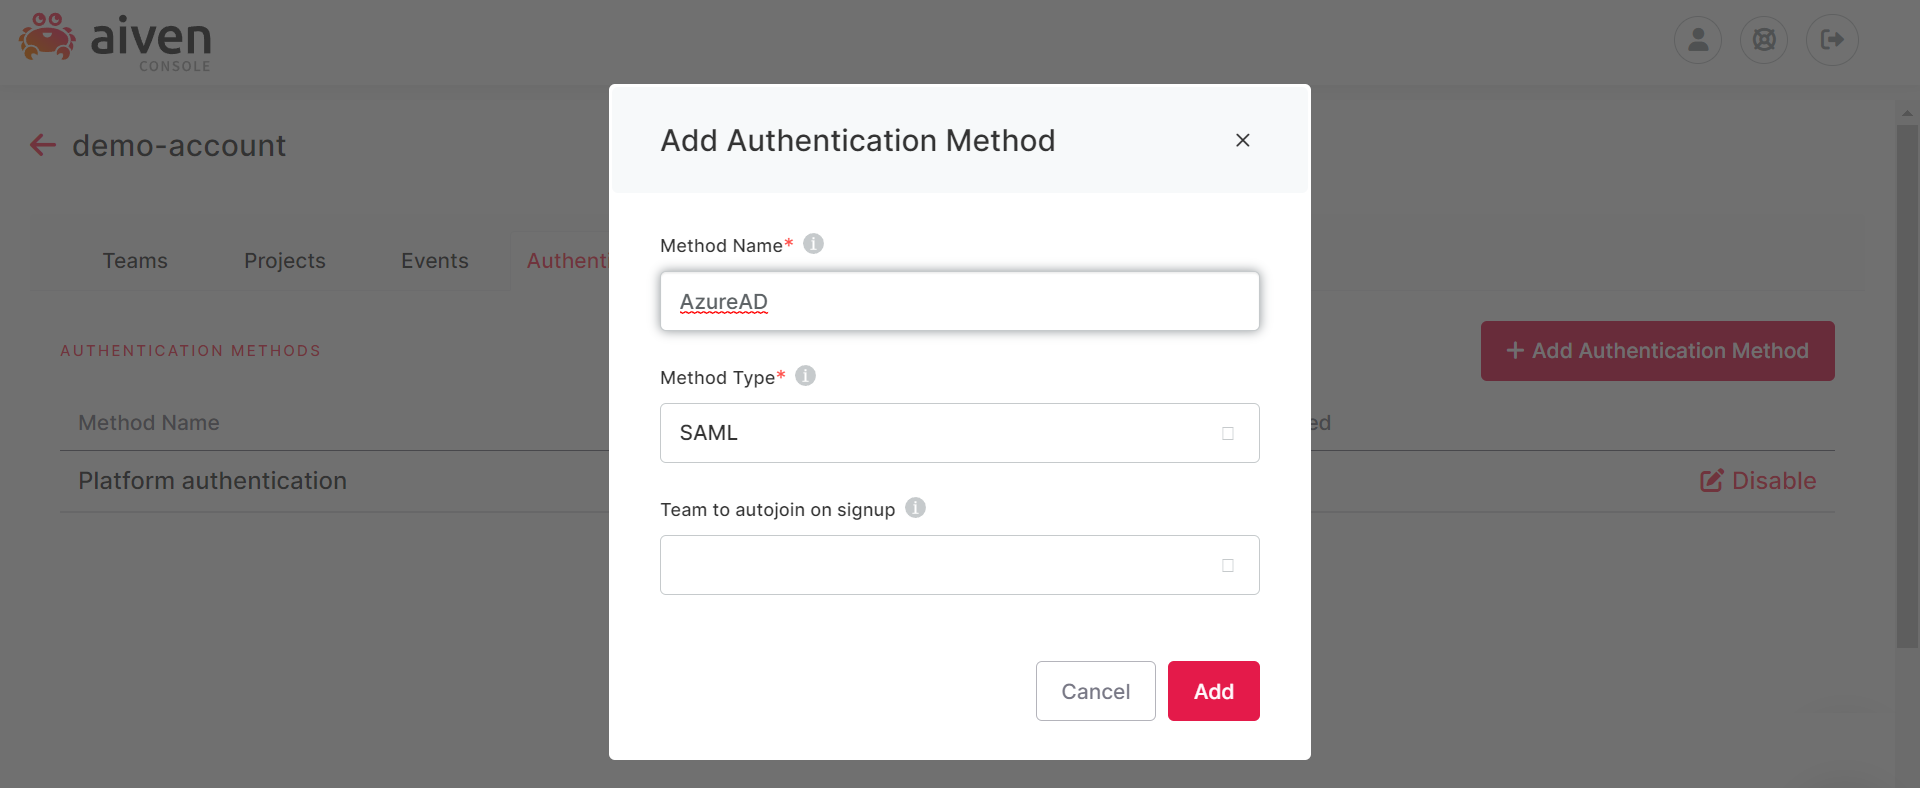 aiven
CONSOLE
demo-account
Teams
Projects
Events
Authent
AUTHENTICATION METHODS
+ Add Authentication Method
Method Name
ed
Platform authentication
Disable
Add Authentication Method
Method Name*
AzureAD
Method Type*
SAML
Team to autojoin on signup
Cancel
Add